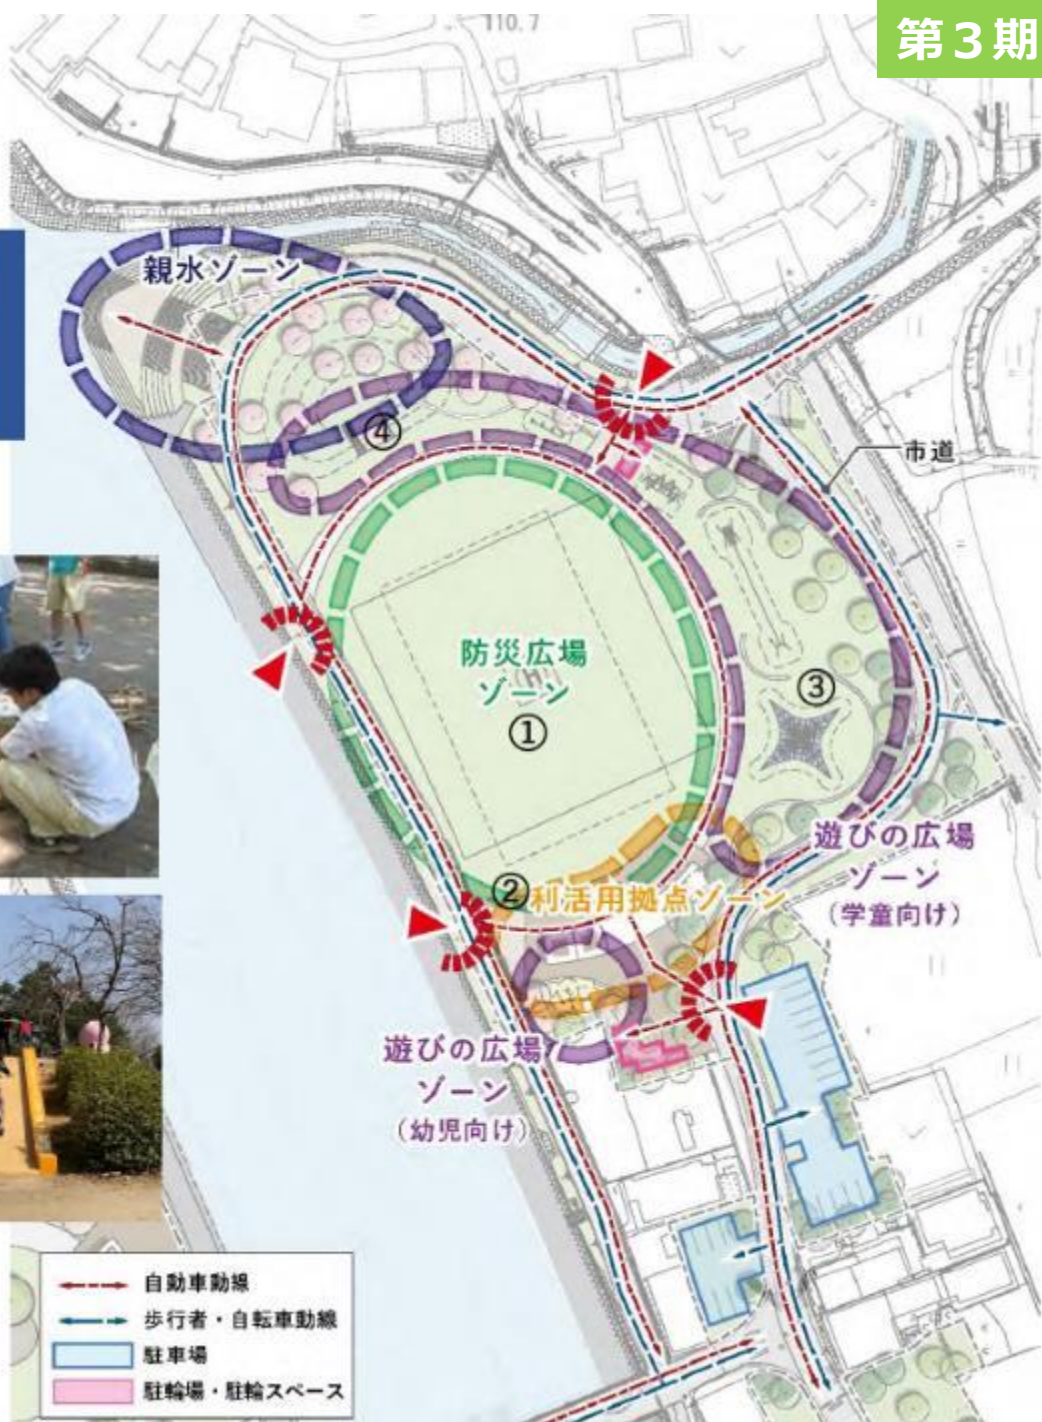 第3期
110.7
親水ゾーン
④
市道
防災広場
ゾーン
(H)
①
③
遊びの広場
ゾーン
（学童向け）
②
利活用拠点ゾーン
遊びの広場
ゾーン
（幼児向け）
自動車動線
歩行者・自転車動線
駐車場
駐輪場・駐輪スペース